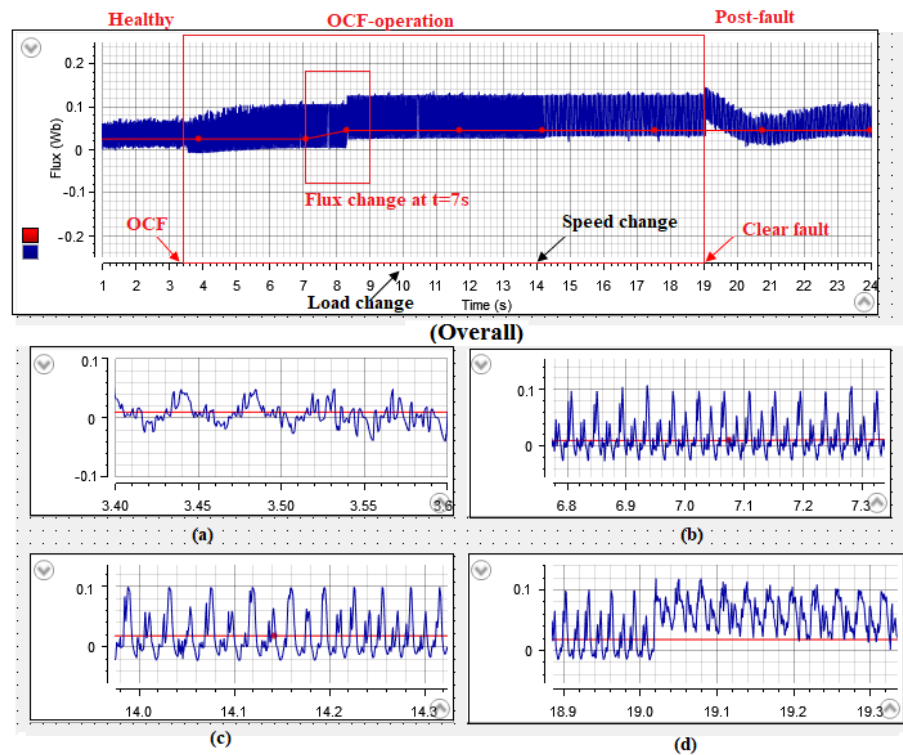 Healthy OCF-operation Post-fault
0.2
0.1
0
-0.1
-0.2
Flux (Wb)
Flux change at t=7s
OCF
Speed change
Clear fault
1 2 3 4 5 6 7 8 9 10 11 12 13 14 15 16 17 18 19 20 21 22 23 24
Load change
Time (s)
(Overall)
0.1
0
-0.1
3.40 3.45 3.50 3.55 3.6
(a)
0.1
0
6.8 6.9 7.0 7.1 7.2 7.3
(b)
0.1
0
14.0 14.1 14.2 14.3
(c)
0.1
0
18.9 19.0 19.1 19.2 19.3
(d)